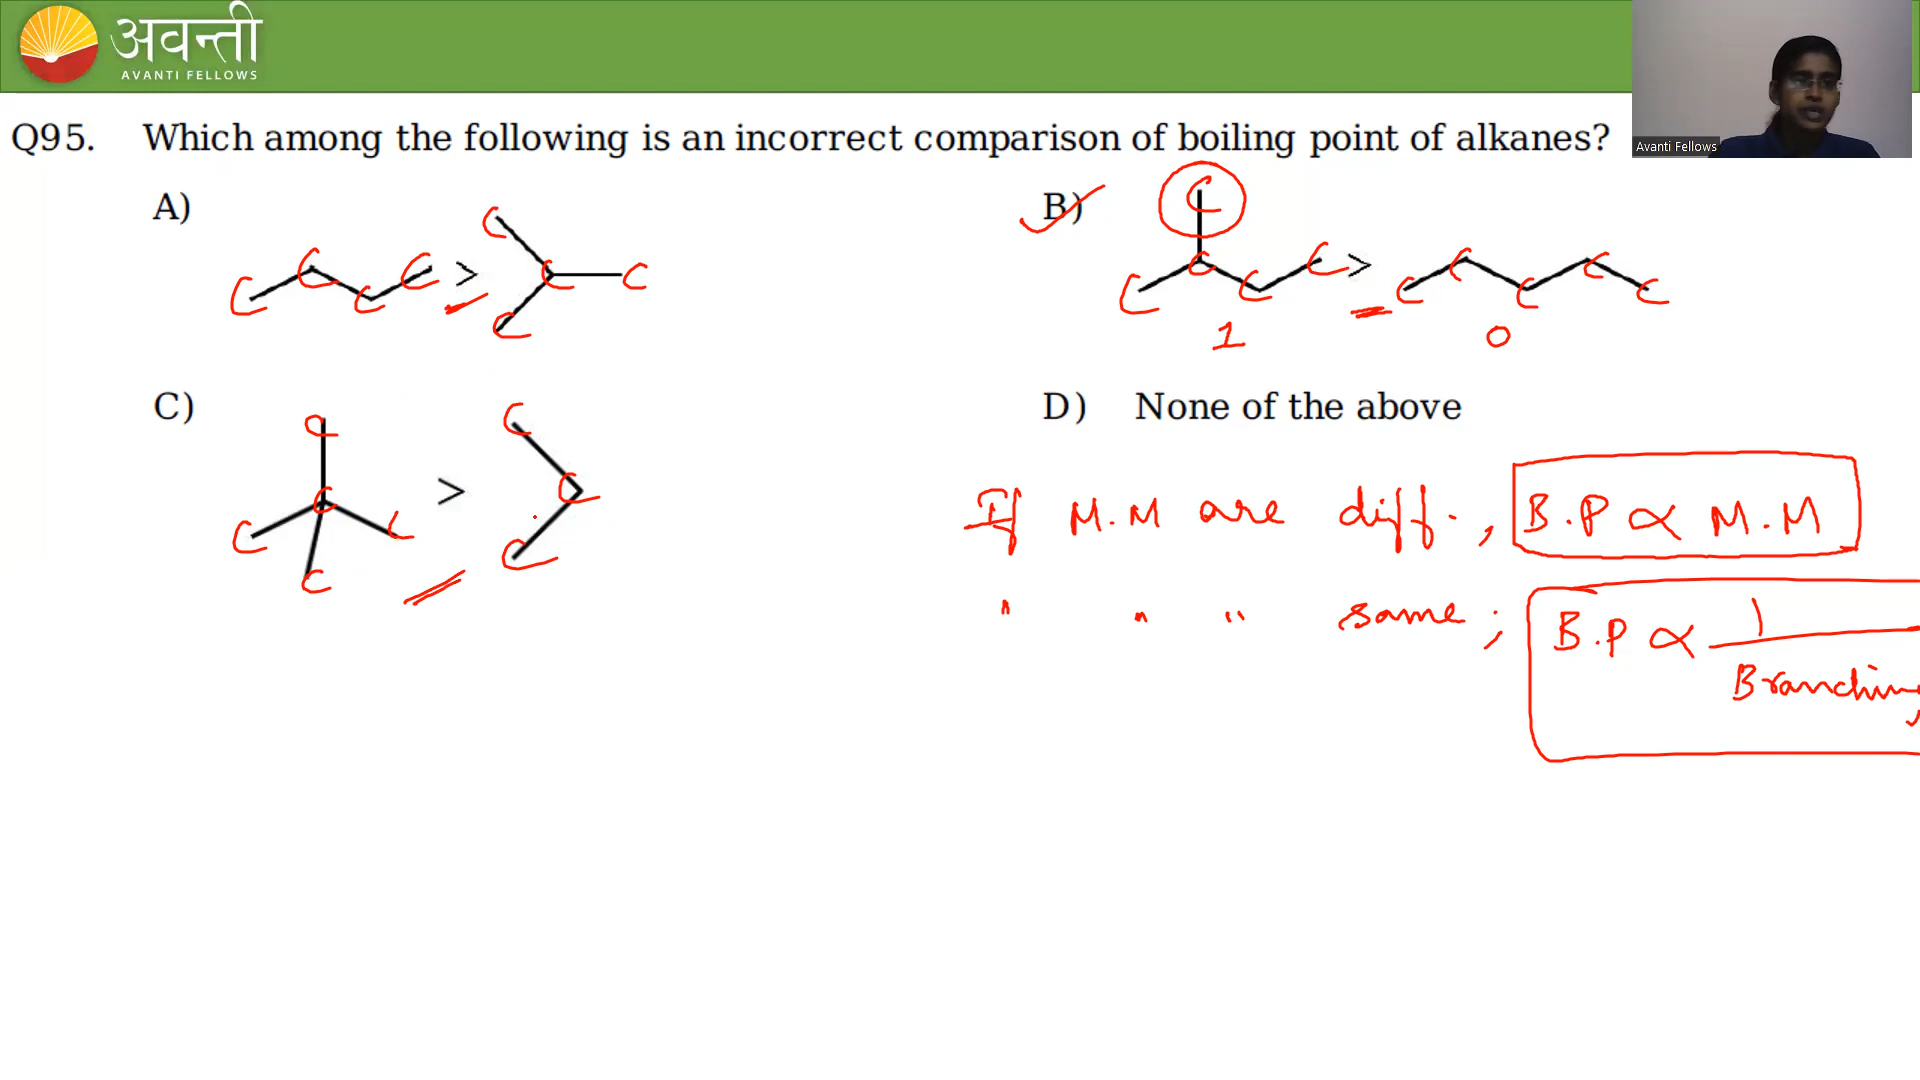 अवन्ती
AVANTI FELLOWS
Avanti Fellows
Q95. Which among the following is an incorrect comparison of boiling point of alkanes?
A)
C C C C > C C C C
B)
C C C C C > C C C C C
1 0
C)
C C C C C > C C C
D) None of the above
If M.M are diff., B.P ∝ M.M
" " " same; B.P ∝ 1
Branching